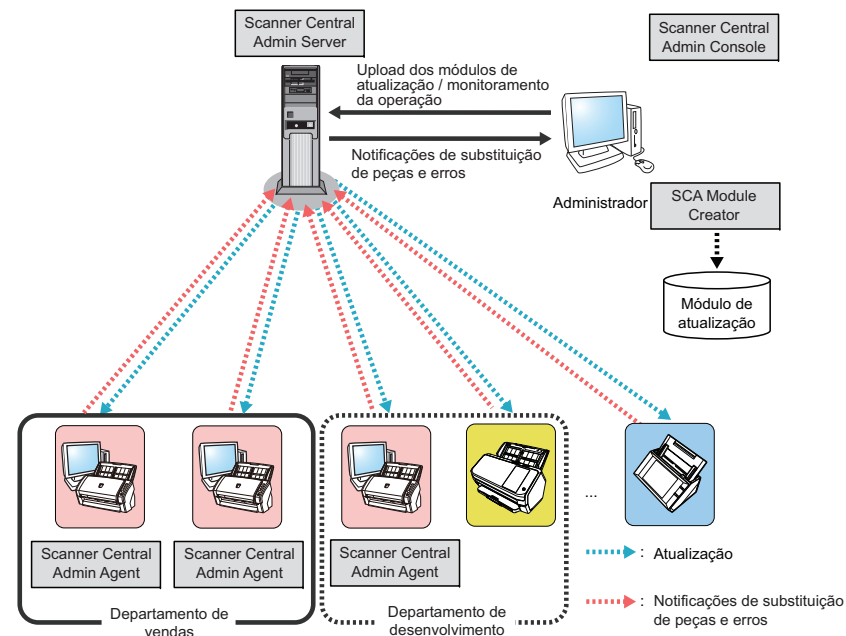 Scanner Central
Admin Server
Scanner Central
Admin Console
Upload dos módulos de
atualização / monitoramento
da operação
Notificações de substituição
de peças e erros
Administrador
SCA Module
Creator
Módulo de
atualização
Scanner Central
Admin Agent
Scanner Central
Admin Agent
Scanner Central
Admin Agent
...
Departamento de
vendas
Departamento de
desenvolvimento
: Atualização
: Notificações de substituição
de peças e erros